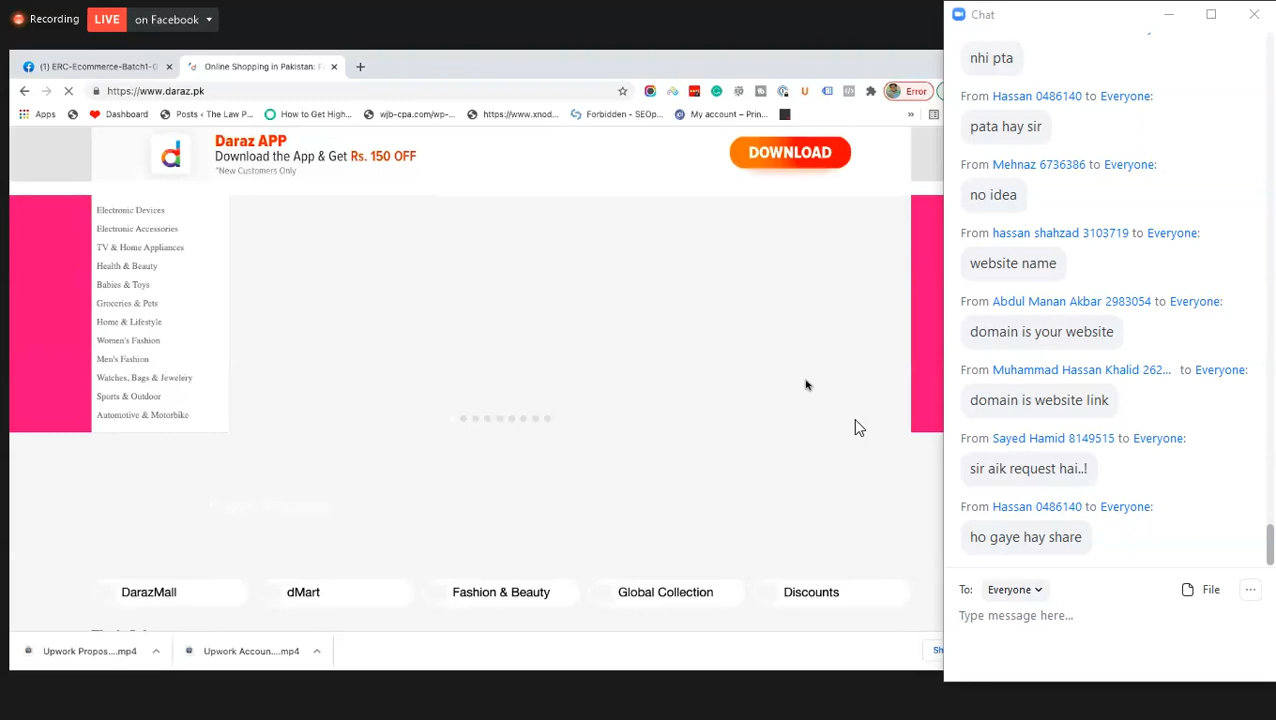 Recording
LIVE on Facebook
(1) ERC-Ecommerce-Batch1-
Online Shopping in Pakistan: F
https://www.daraz.pk
Error
Apps
Dashboard
Posts ‹ The Law P...
How to Get High...
wjb-cpa.com/wp-...
https://www.xnod...
Forbidden - SEOp...
My account – Prin...
»
Daraz APP
Download the App & Get Rs. 150 OFF
*New Customers Only
DOWNLOAD
Electronic Devices
Electronic Accessories
TV & Home Appliances
Health & Beauty
Babies & Toys
Groceries & Pets
Home & Lifestyle
Women's Fashion
Men's Fashion
Watches, Bags & Jewelery
Sports & Outdoor
Automotive & Motorbike
DarazMall
dMart
Fashion & Beauty
Global Collection
Discounts
Upwork Propos....mp4
Upwork Accoun....mp4
Chat
nhi pta
From Hassan 0486140 to Everyone:
pata hay sir
From Mehnaz 6736386 to Everyone:
no idea
From hassan shahzad 3103719 to Everyone:
website name
From Abdul Manan Akbar 2983054 to Everyone:
domain is your website
From Muhammad Hassan Khalid 262... to Everyone:
domain is website link
From Sayed Hamid 8149515 to Everyone:
sir aik request hai..!
From Hassan 0486140 to Everyone:
ho gaye hay share
To: Everyone
File
...
Type message here...